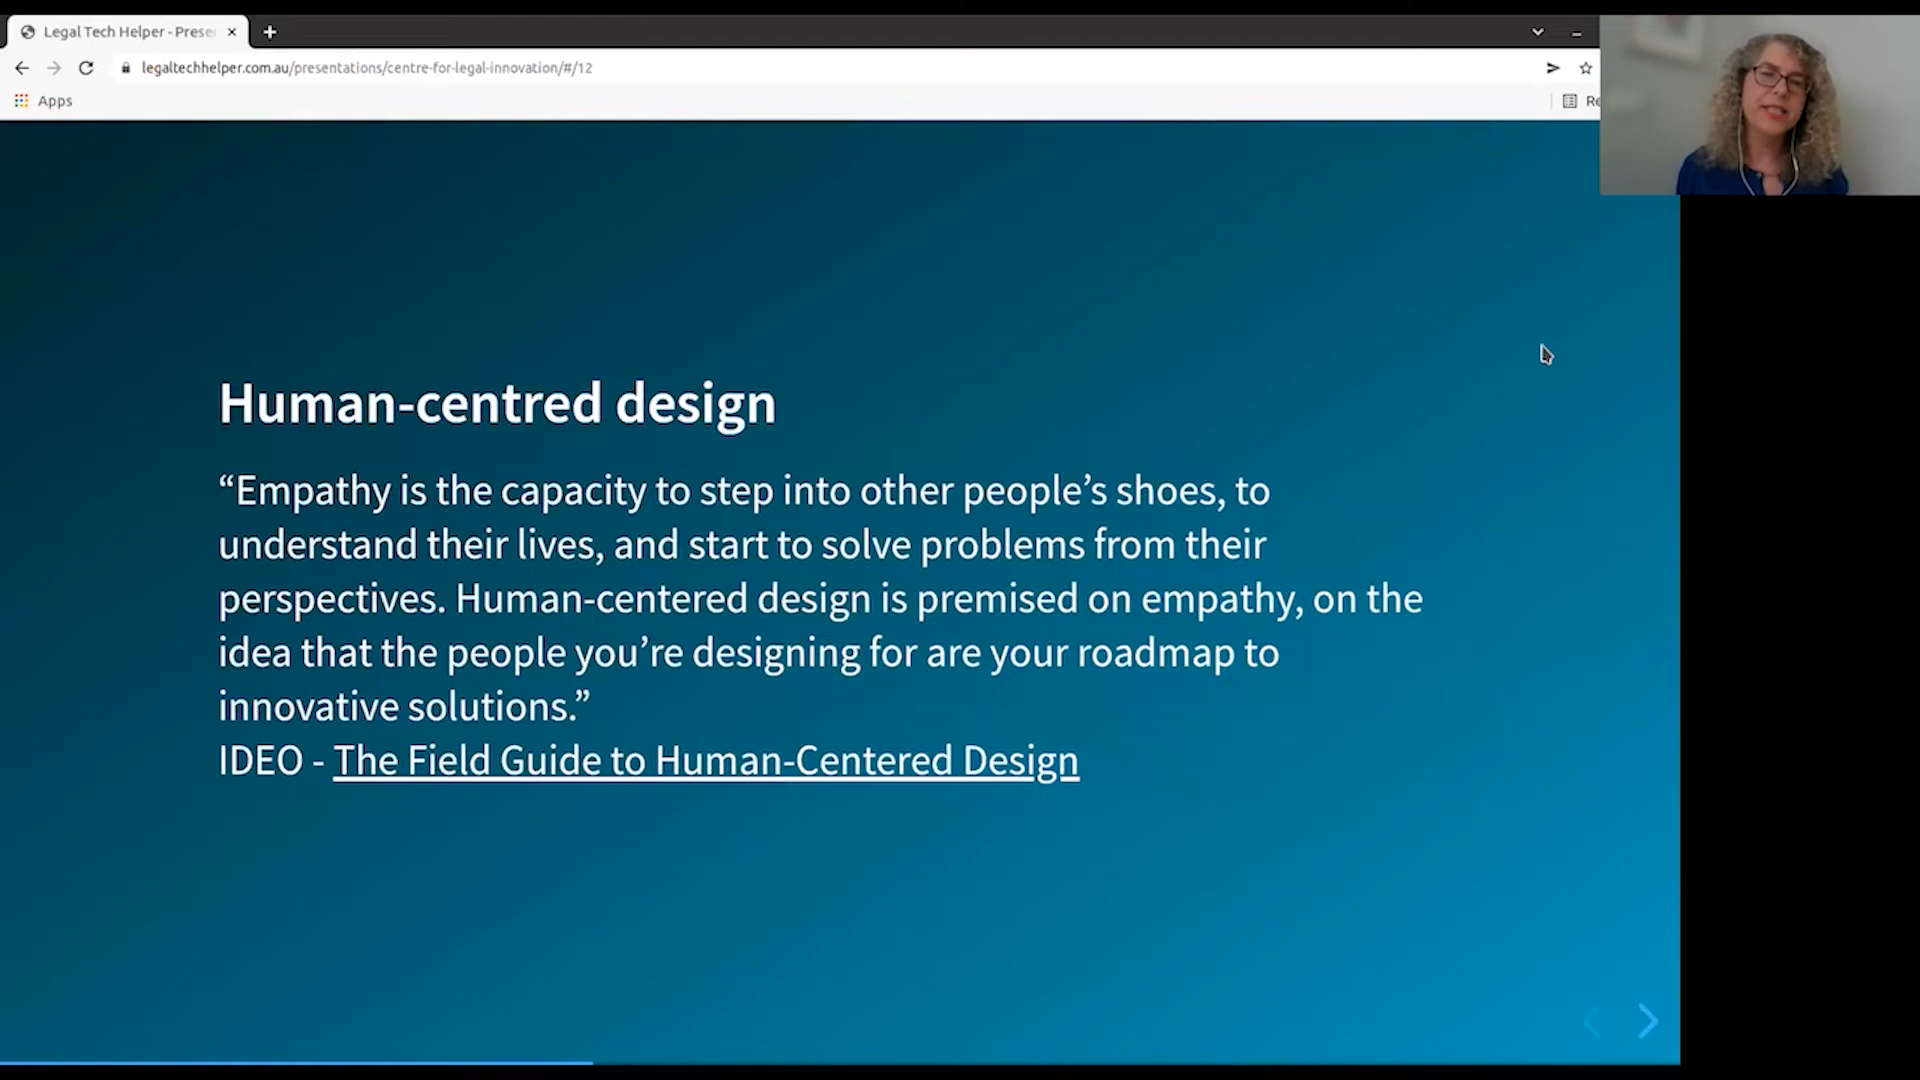 Legal Tech Helper - Prese
legaltechhelper.com.au/presentations/centre-for-legal-innovation/#/12
Apps
Re
Human-centred design
“Empathy is the capacity to step into other people’s shoes, to
understand their lives, and start to solve problems from their
perspectives. Human-centered design is premised on empathy, on the
idea that the people you’re designing for are your roadmap to
innovative solutions.”
IDEO - The Field Guide to Human-Centered Design